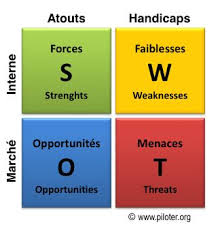 Atouts Handicaps
Interne
Forces Faiblesses
S W
Strenghts Weaknesses
Marché
Opportunités Menaces
O T
Opportunities Threats
© www.piloter.org